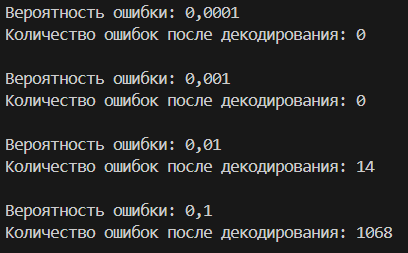 Вероятность ошибки: 0,0001
Количество ошибок после декодирования: 0
Вероятность ошибки: 0,001
Количество ошибок после декодирования: 0
Вероятность ошибки: 0,01
Количество ошибок после декодирования: 14
Вероятность ошибки: 0,1
Количество ошибок после декодирования: 1068